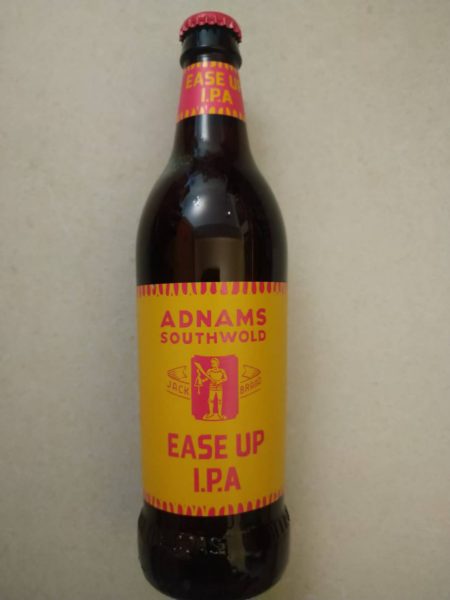 EASE UP
I.P.A
ADNAMS
SOUTHWOLD
JACK BRAND
EASE UP
I.P.A